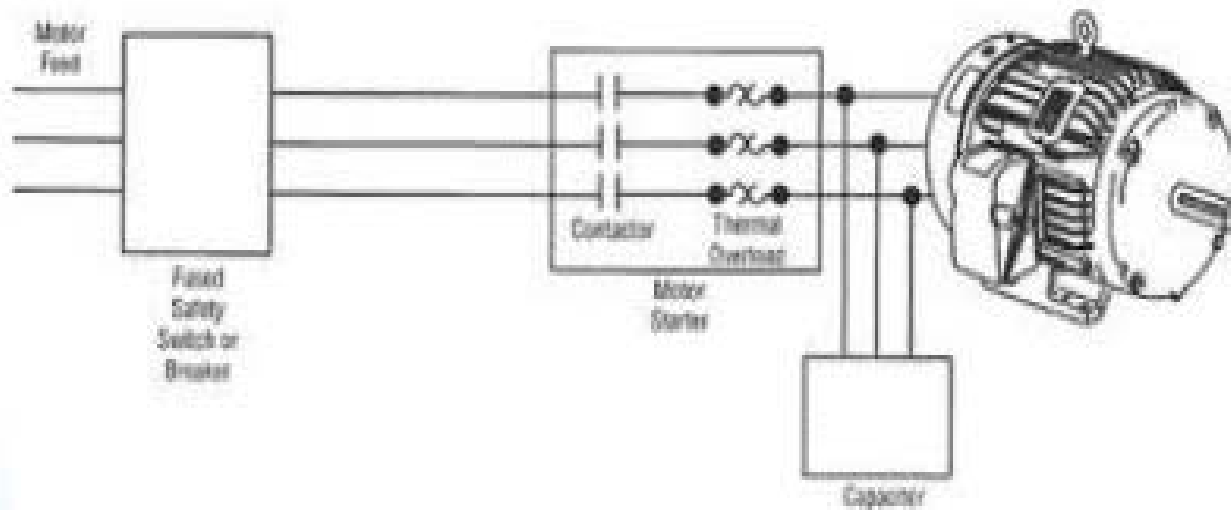 Motor
Feed
Fused
Safety
Switch or
Breaker
Contactor
Thermal
Overload
Motor
Starter
Capacitor